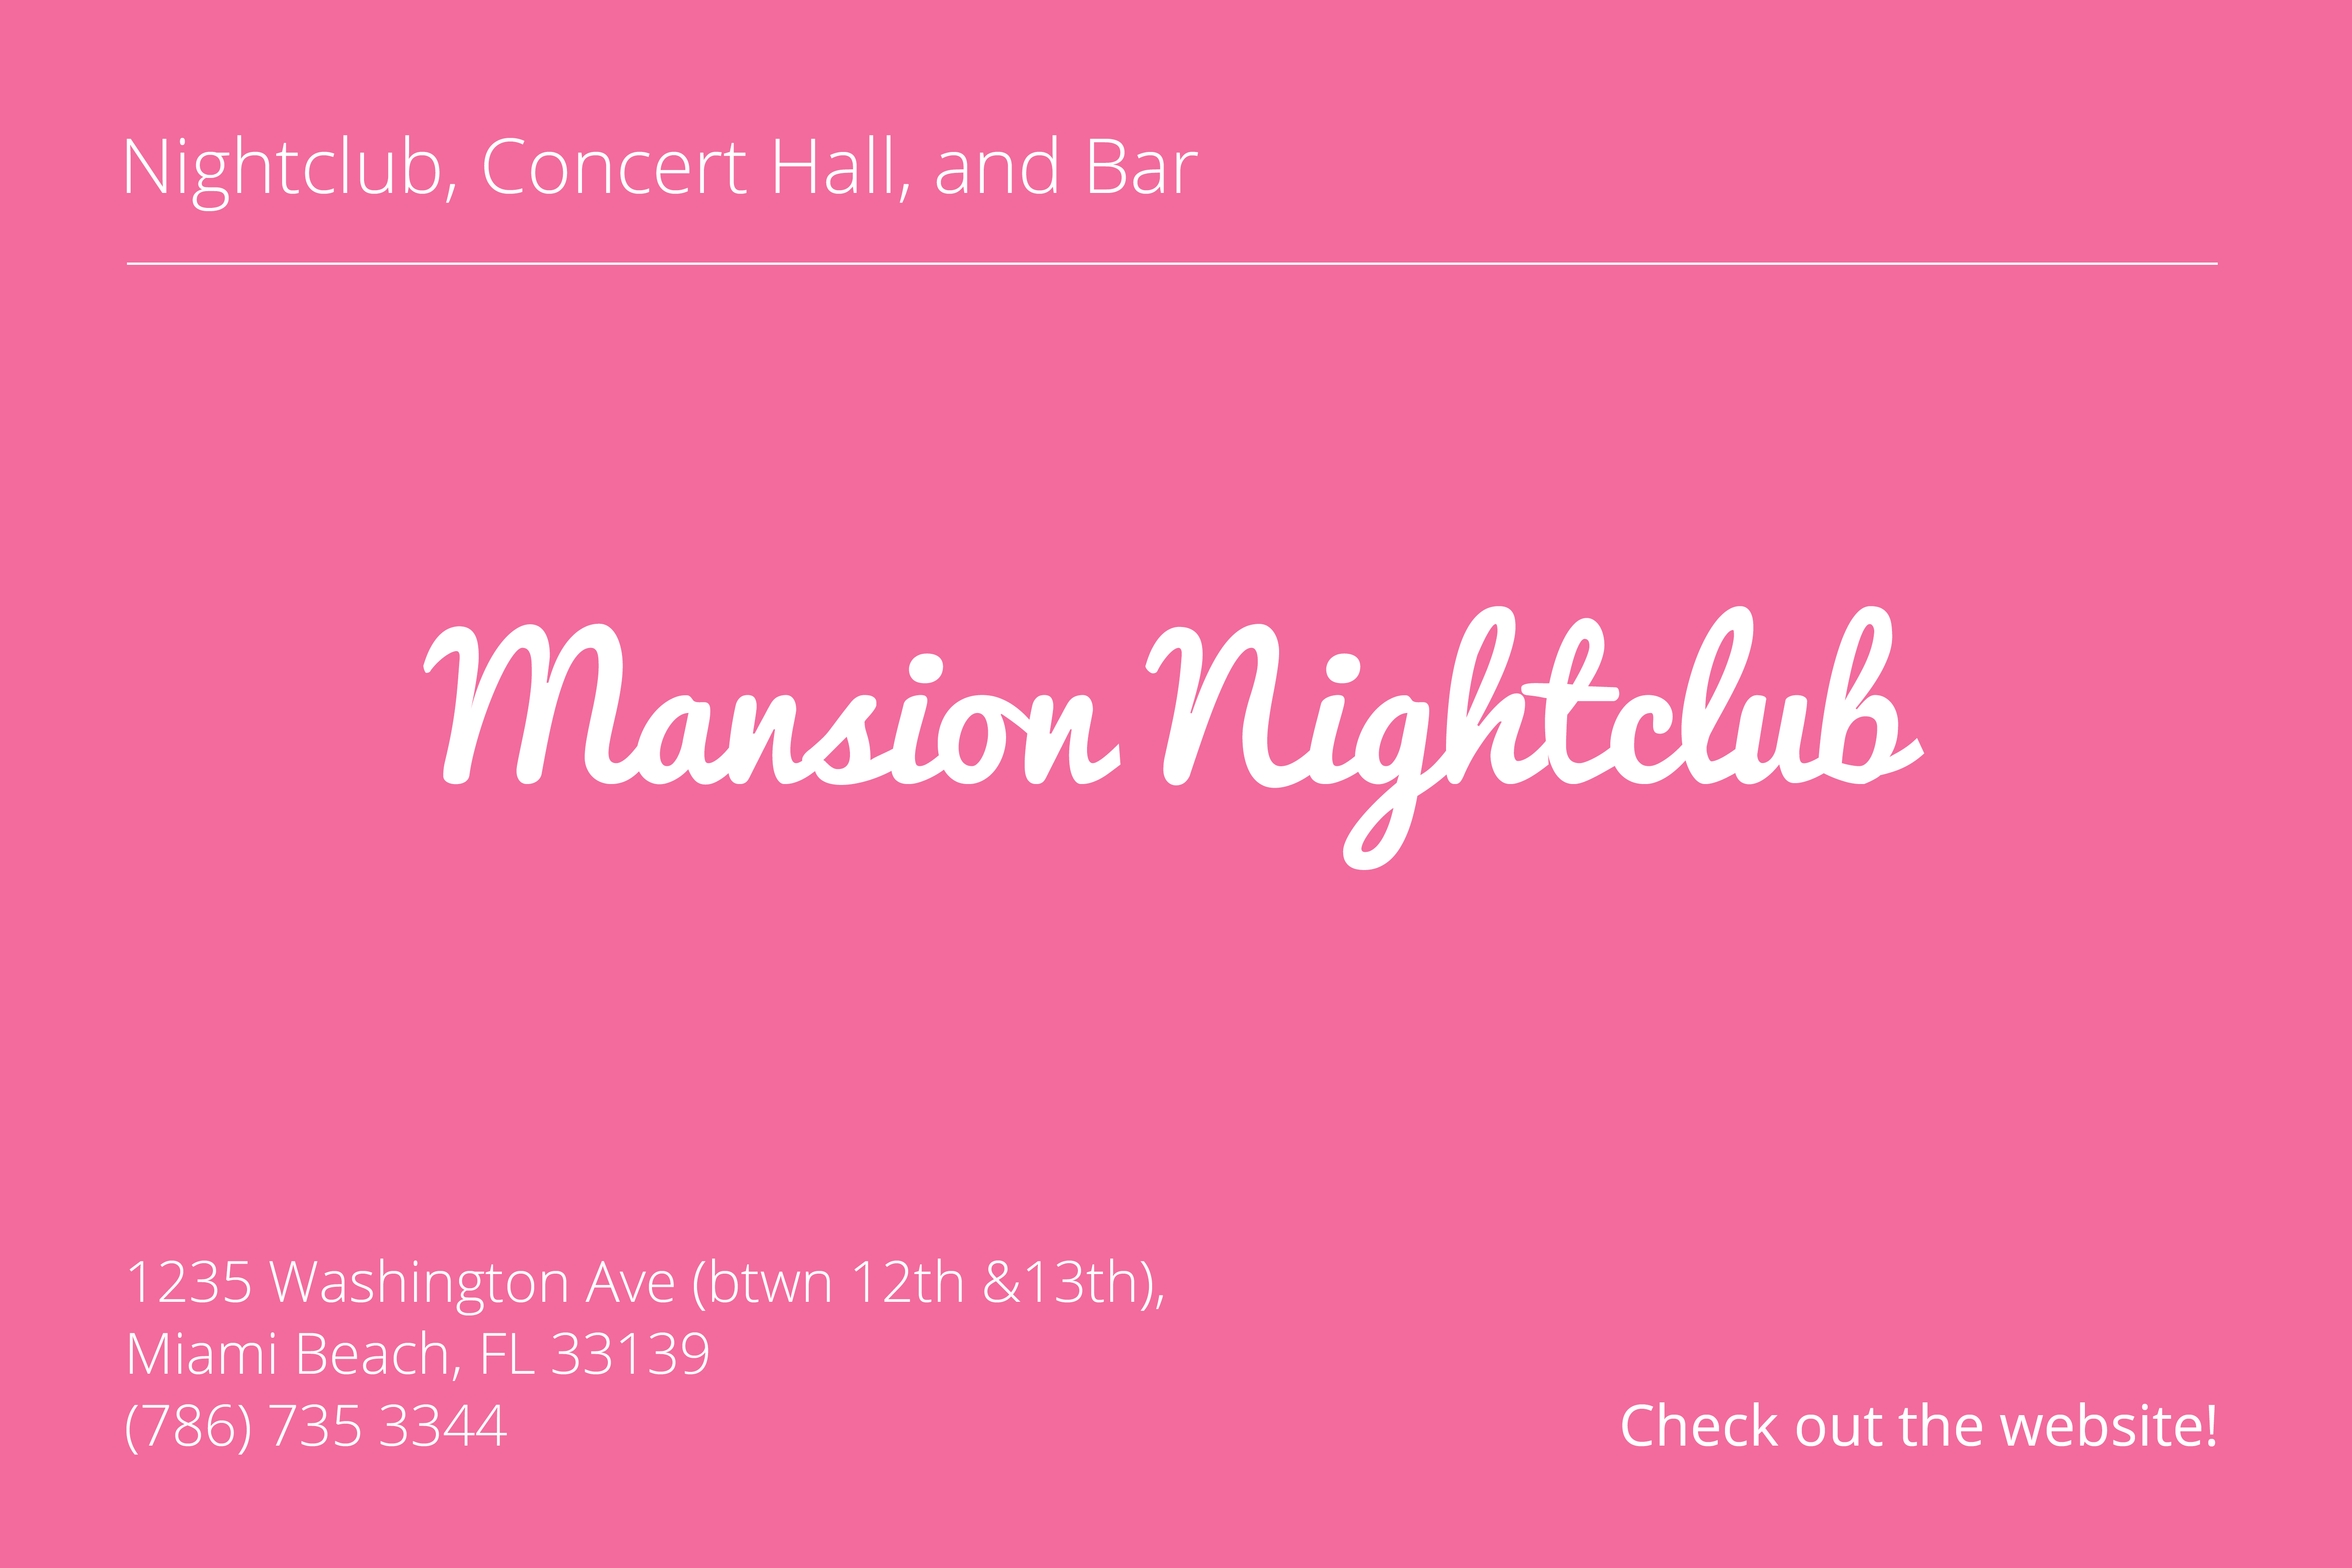 Nightclub, Concert Hall, and Bar
Mansion Nightclub
1235 Washington Ave (btwn 12th &13th),
Miami Beach, FL 33139
(786) 735 3344
Check out the website!